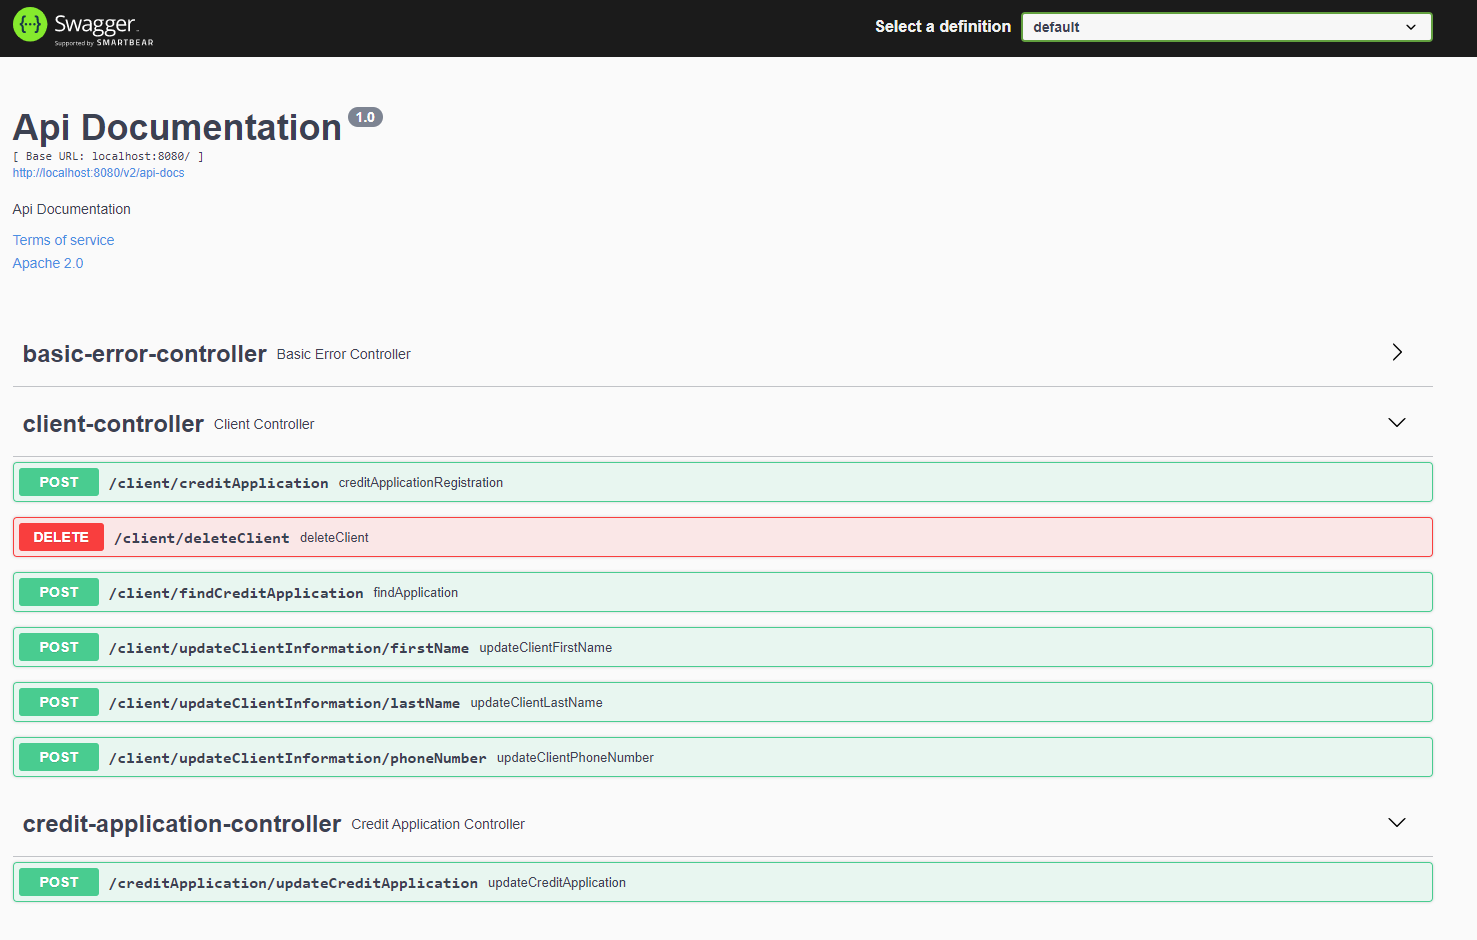 Swagger
Supported by SMARTBEAR
Select a definition
default
Api Documentation 1.0
[ Base URL: localhost:8080/ ]
http://localhost:8080/v2/api-docs
Api Documentation
Terms of service
Apache 2.0
basic-error-controller Basic Error Controller
client-controller Client Controller
POST /client/creditApplication creditApplicationRegistration
DELETE /client/deleteClient deleteClient
POST /client/findCreditApplication findApplication
POST /client/updateClientInformation/firstName updateClientFirstName
POST /client/updateClientInformation/lastName updateClientLastName
POST /client/updateClientInformation/phoneNumber updateClientPhoneNumber
credit-application-controller Credit Application Controller
POST /creditApplication/updateCreditApplication updateCreditApplication